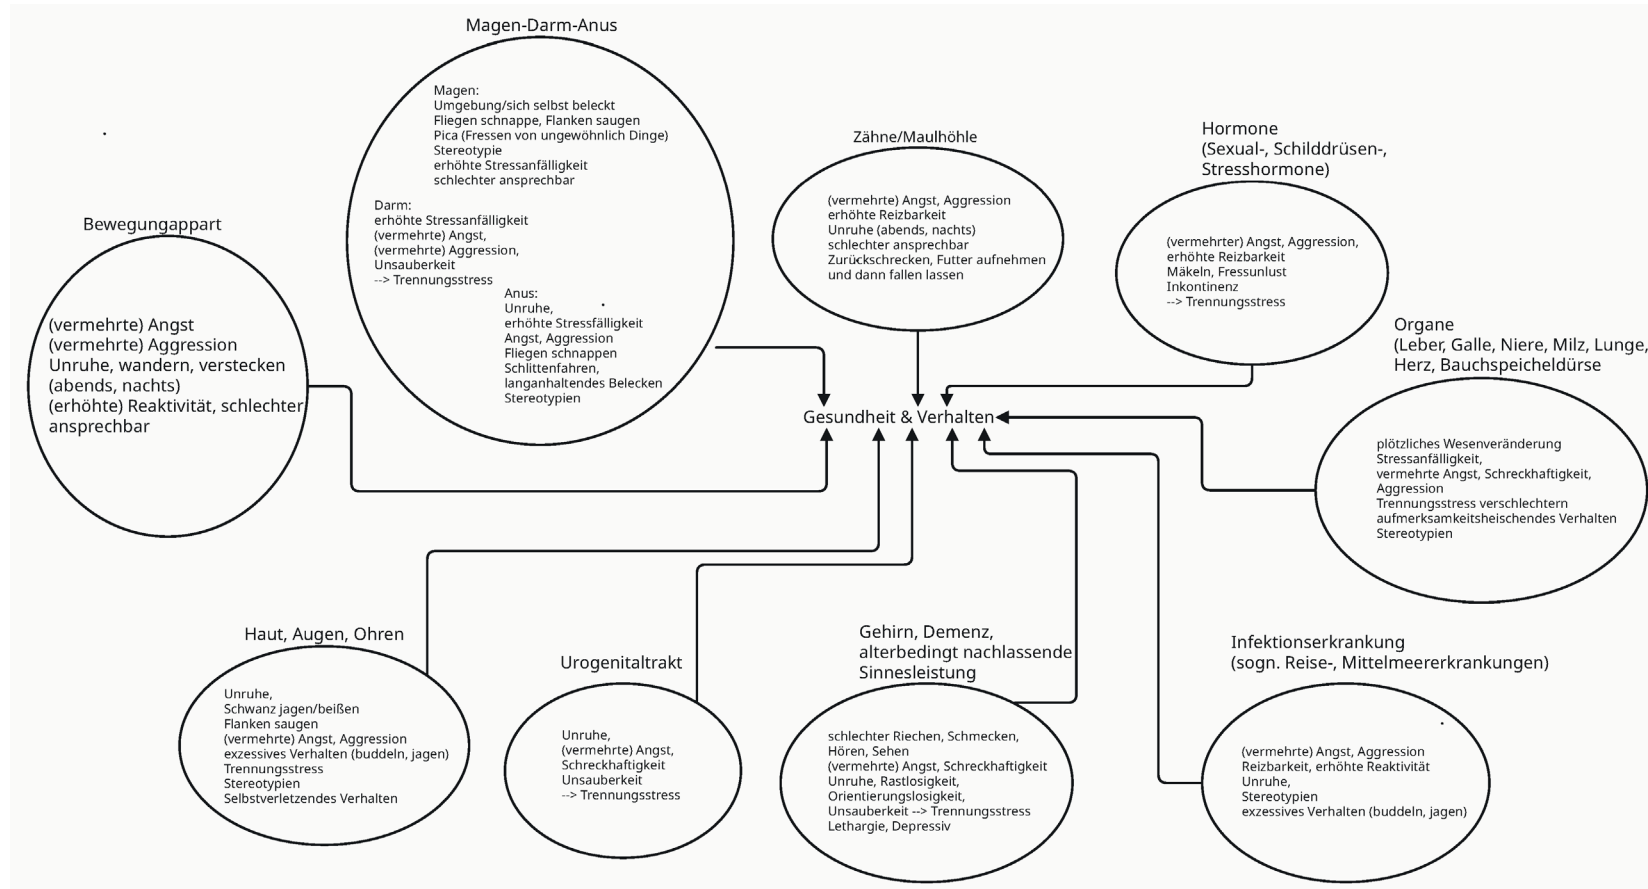 Magen-Darm-Anus
Magen:
Umgebung/sich selbst beleckt
Fliegen schnappe, Flanken saugen
Pica (Fressen von ungewöhnlich Dinge)
Stereotypie
erhöhte Stressanfälligkeit
schlechter ansprechbar
Darm:
erhöhte Stressanfälligkeit
(vermehrte) Angst,
(vermehrte) Aggression,
Unsauberkeit
--> Trennungsstress
Anus:
Unruhe,
erhöhte Stressfälligkeit
Angst, Aggression
Fliegen schnappen
Schlittenfahren,
langanhaltendes Belecken
Stereotypien
Zähne/Maulhöhle
(vermehrte) Angst, Aggression
erhöhte Reizbarkeit
Unruhe (abends, nachts)
schlechter ansprechbar
Zurückschrecken, Futter aufnehmen
und dann fallen lassen
Hormone
(Sexual-, Schilddrüsen-,
Stresshormone)
(vermehrter) Angst, Aggression,
erhöhte Reizbarkeit
Mäkeln, Fressunlust
Inkontinenz
--> Trennungsstress
Bewegungappart
(vermehrte) Angst
(vermehrte) Aggression
Unruhe, wandern, verstecken
(abends, nachts)
(erhöhte) Reaktivität, schlechter
ansprechbar
Organe
(Leber, Galle, Niere, Milz, Lunge,
Herz, Bauchspeicheldürse
plötzliches Wesenveränderung
Stressanfälligkeit,
vermehrte Angst, Schreckhaftigkeit,
Aggression
Trennungsstress verschlechtern
aufmerksamkeitsheischendes Verhalten
Stereotypien
Gesundheit & Verhalten
Haut, Augen, Ohren
Unruhe,
Schwanz jagen/beißen
Flanken saugen
(vermehrte) Angst, Aggression
exzessives Verhalten (buddeln, jagen)
Trennungsstress
Stereotypien
Selbstverletzendes Verhalten
Urogenitaltrakt
Unruhe,
(vermehrte) Angst,
Schreckhaftigkeit
Unsauberkeit
--> Trennungsstress
Gehirn, Demenz,
alterbedingt nachlassende
Sinnesleistung
schlechter Riechen, Schmecken,
Hören, Sehen
(vermehrte) Angst, Schreckhaftigkeit
Unruhe, Rastlosigkeit,
Orientierungslosigkeit,
Unsauberkeit --> Trennungsstress
Lethargie, Depressiv
Infektionserkrankung
(sogn. Reise-, Mittelmeererkrankungen)
(vermehrte) Angst, Aggression
Reizbarkeit, erhöhte Reaktivität
Unruhe,
Stereotypien
exzessives Verhalten (buddeln, jagen)